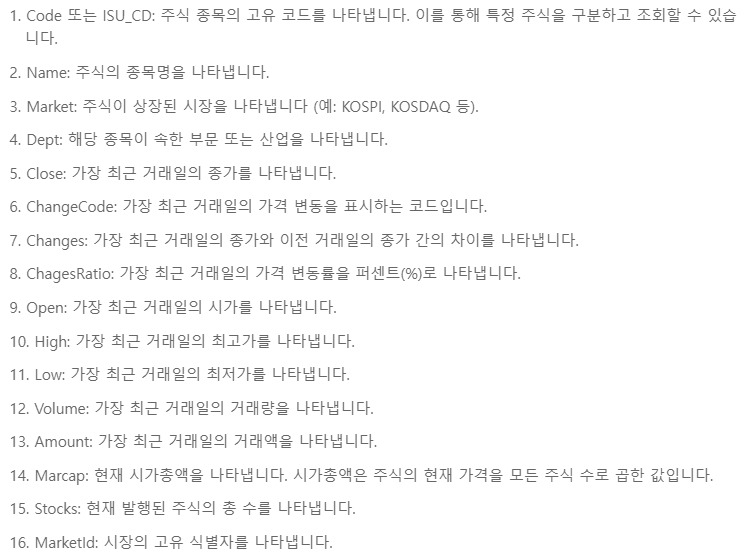 1. Code 또는 ISU_CD: 주식 종목의 고유 코드를 나타냅니다. 이를 통해 특정 주식을 구분하고 조회할 수 있습
니다.
2. Name: 주식의 종목명을 나타냅니다.
3. Market: 주식이 상장된 시장을 나타냅니다 (예: KOSPI, KOSDAQ 등).
4. Dept: 해당 종목이 속한 부문 또는 산업을 나타냅니다.
5. Close: 가장 최근 거래일의 종가를 나타냅니다.
6. ChangeCode: 가장 최근 거래일의 가격 변동을 표시하는 코드입니다.
7. Changes: 가장 최근 거래일의 종가와 이전 거래일의 종가 간의 차이를 나타냅니다.
8. ChagesRatio: 가장 최근 거래일의 가격 변동률을 퍼센트(%)로 나타냅니다.
9. Open: 가장 최근 거래일의 시가를 나타냅니다.
10. High: 가장 최근 거래일의 최고가를 나타냅니다.
11. Low: 가장 최근 거래일의 최저가를 나타냅니다.
12. Volume: 가장 최근 거래일의 거래량을 나타냅니다.
13. Amount: 가장 최근 거래일의 거래액을 나타냅니다.
14. Marcap: 현재 시가총액을 나타냅니다. 시가총액은 주식의 현재 가격을 모든 주식 수로 곱한 값입니다.
15. Stocks: 현재 발행된 주식의 총 수를 나타냅니다.
16. MarketId: 시장의 고유 식별자를 나타냅니다.